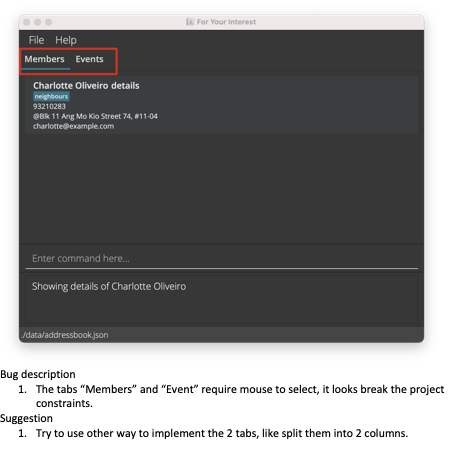 For Your Interest
File Help
Members Events
Charlotte Oliveiro details
neighbours
93210283
@Blk 11 Ang Mo Kio Street 74, #11-04
charlotte@example.com
Enter command here...
Showing details of Charlotte Oliveiro
/data/addressbook.json
Bug description
1. The tabs “Members” and “Event” require mouse to select, it looks break the project
constraints.
Suggestion
1. Try to use other way to implement the 2 tabs, like split them into 2 columns.